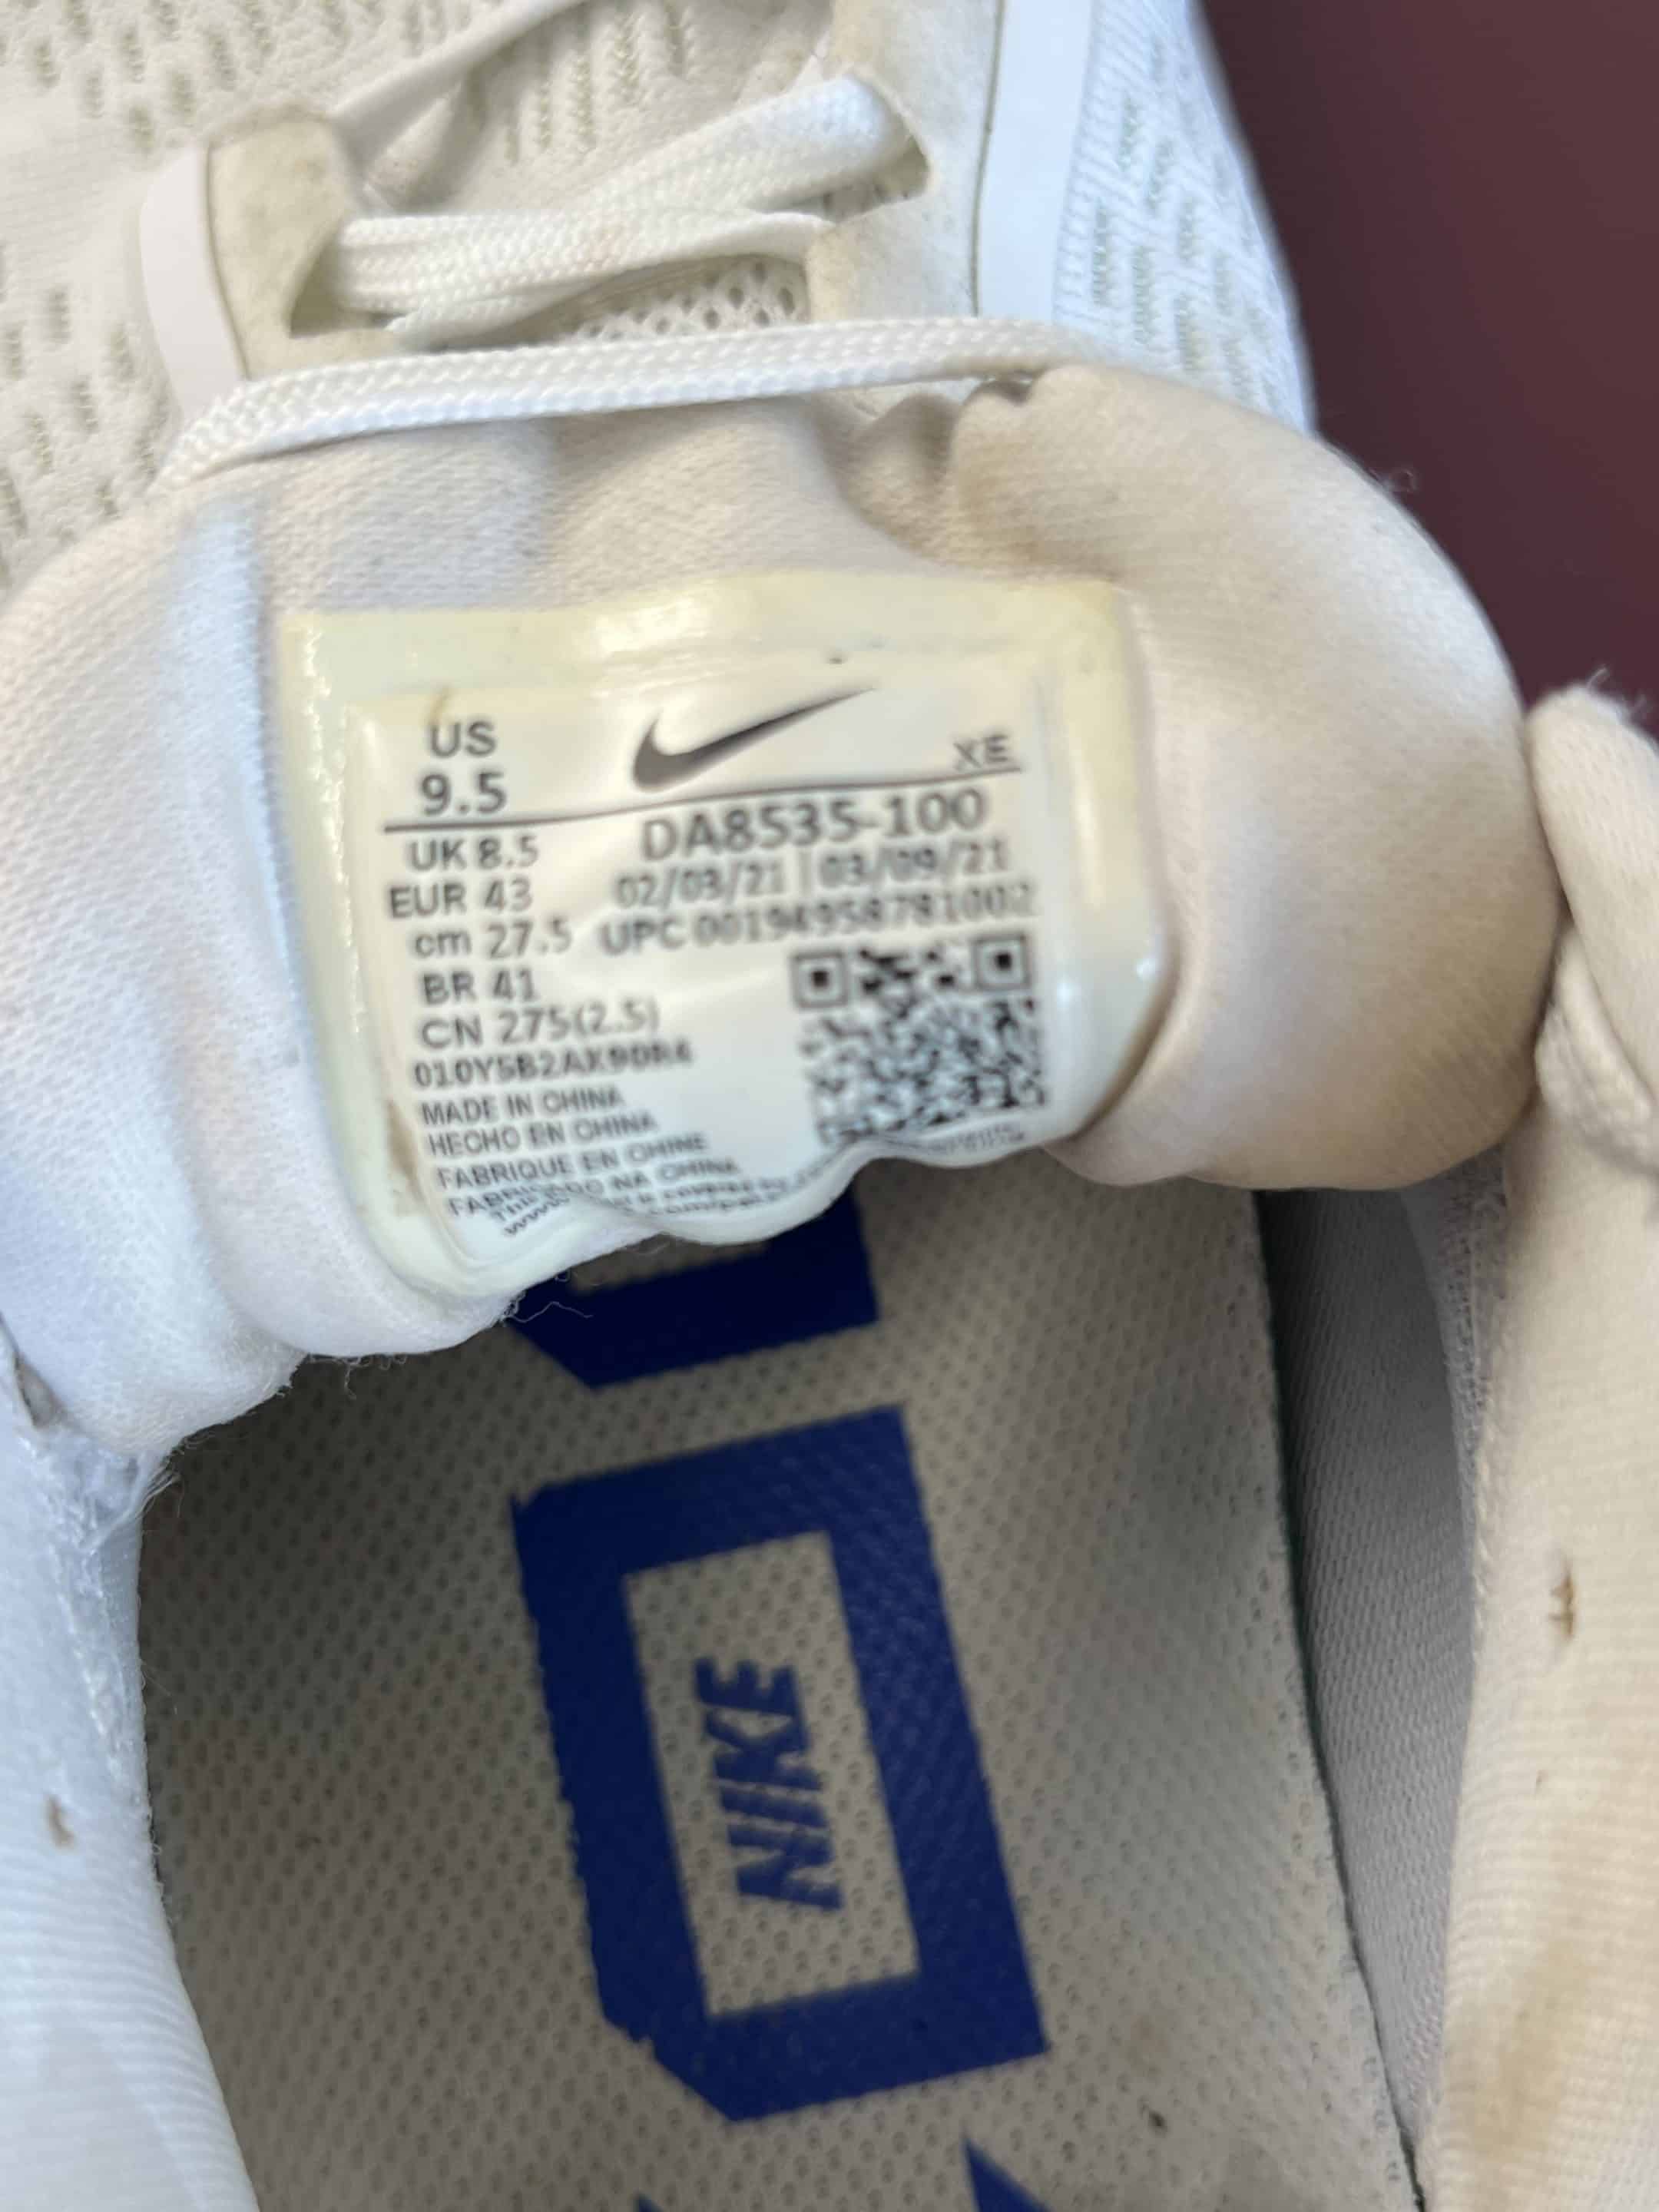 US
9.5
XE
UK 8.5
DA8535-100
EUR 43
02/03/21 | 03/09/21
cm 27.5
UPC 00194958781002
BR 41
CN 275(2.5)
MADE IN CHINA
HECHO EN CHINA
FABRIQUE EN CHINE
FABRICADO NA CHINA
NIKE